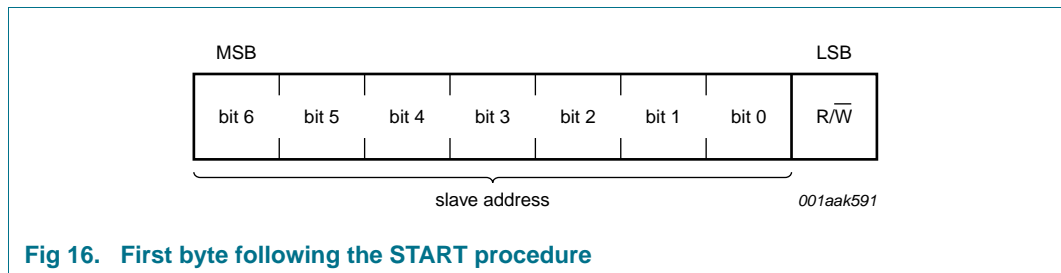 MSB LSB
bit 6 bit 5 bit 4 bit 3 bit 2 bit 1 bit 0 R/W̅
slave address 001aak591
Fig 16. First byte following the START procedure